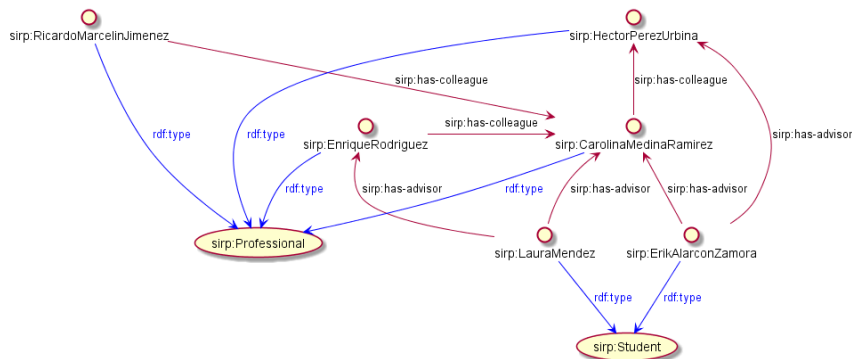 sirp:RicardoMarcelinJimenez
sirp:HectorPerezUrbina
sirp:has-colleague
sirp:has-colleague
rdf:type
rdf:type
sirp:has-colleague
sirp:has-advisor
sirp:EnriqueRodriguez
sirp:CarolinaMedinaRamirez
rdf:type
rdf:type
sirp:has-advisor
sirp:has-advisor
sirp:has-advisor
sirp:Professional
sirp:LauraMendez
sirp:ErikAlarconZamora
rdf:type
rdf:type
sirp:Student